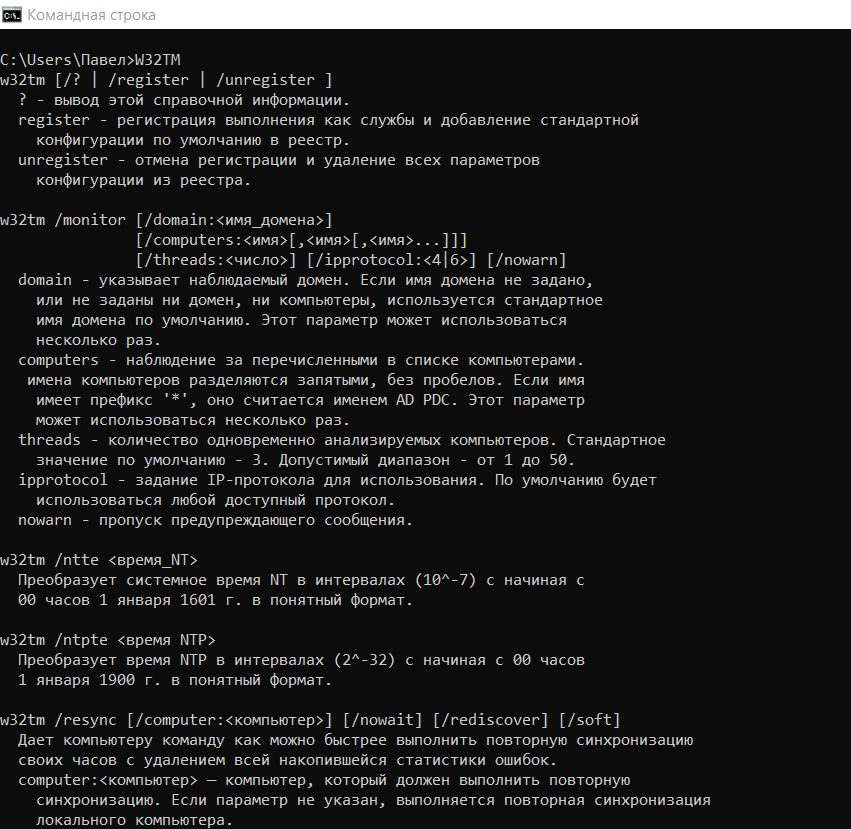 Командная строка
C:\Users\Павел>W32TM
w32tm [/? | /register | /unregister ]
? - вывод этой справочной информации.
register - регистрация выполнения как службы и добавление стандартной
конфигурации по умолчанию в реестр.
unregister - отмена регистрации и удаление всех параметров
конфигурации из реестра.
w32tm /monitor [/domain:<имя_домена>]
[/computers:<имя>[,<имя>[,<имя>...]]]
[/threads:<число>] [/ipprotocol:<4|6>] [/nowarn]
domain - указывает наблюдаемый домен. Если имя домена не задано,
или не заданы ни домен, ни компьютеры, используется стандартное
имя домена по умолчанию. Этот параметр может использоваться
несколько раз.
computers - наблюдение за перечисленными в списке компьютерами.
имена компьютеров разделяются запятыми, без пробелов. Если имя
имеет префикс '*', оно считается именем AD PDC. Этот параметр
может использоваться несколько раз.
threads - количество одновременно анализируемых компьютеров. Стандартное
значение по умолчанию - 3. Допустимый диапазон - от 1 до 50.
ipprotocol - задание IP-протокола для использования. По умолчанию будет
использоваться любой доступный протокол.
nowarn - пропуск предупреждающего сообщения.
w32tm /ntte <время_NT>
Преобразует системное время NT в интервалах (10^-7) с начиная с
00 часов 1 января 1601 г. в понятный формат.
w32tm /ntpte <время NTP>
Преобразует время NTP в интервалах (2^-32) с начиная с 00 часов
1 января 1900 г. в понятный формат.
w32tm /resync [/computer:<компьютер>] [/nowait] [/rediscover] [/soft]
Дает компьютеру команду как можно быстрее выполнить повторную синхронизацию
своих часов с удалением всей накопившейся статистики ошибок.
computer:<компьютер> — компьютер, который должен выполнить повторную
синхронизацию. Если параметр не указан, выполняется повторная синхронизация
локального компьютера.